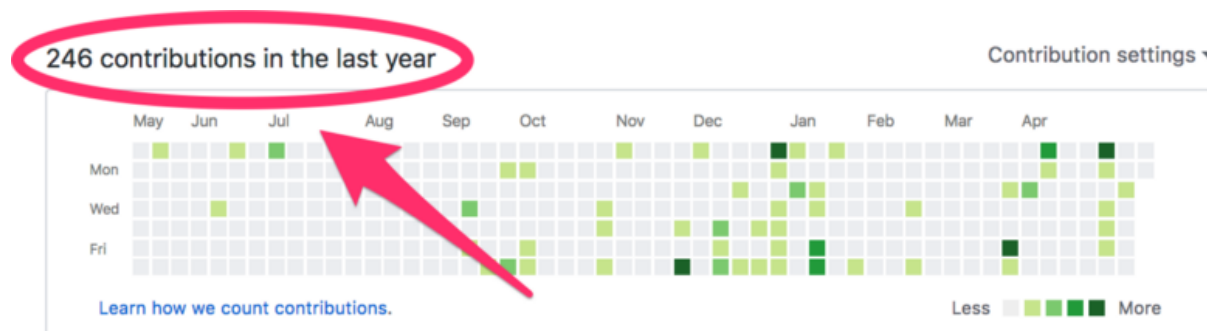 246 contributions in the last year
Contribution settings
May Jun Jul Aug Sep Oct Nov Dec Jan Feb Mar Apr
Mon
Wed
Fri
Learn how we count contributions.
Less More